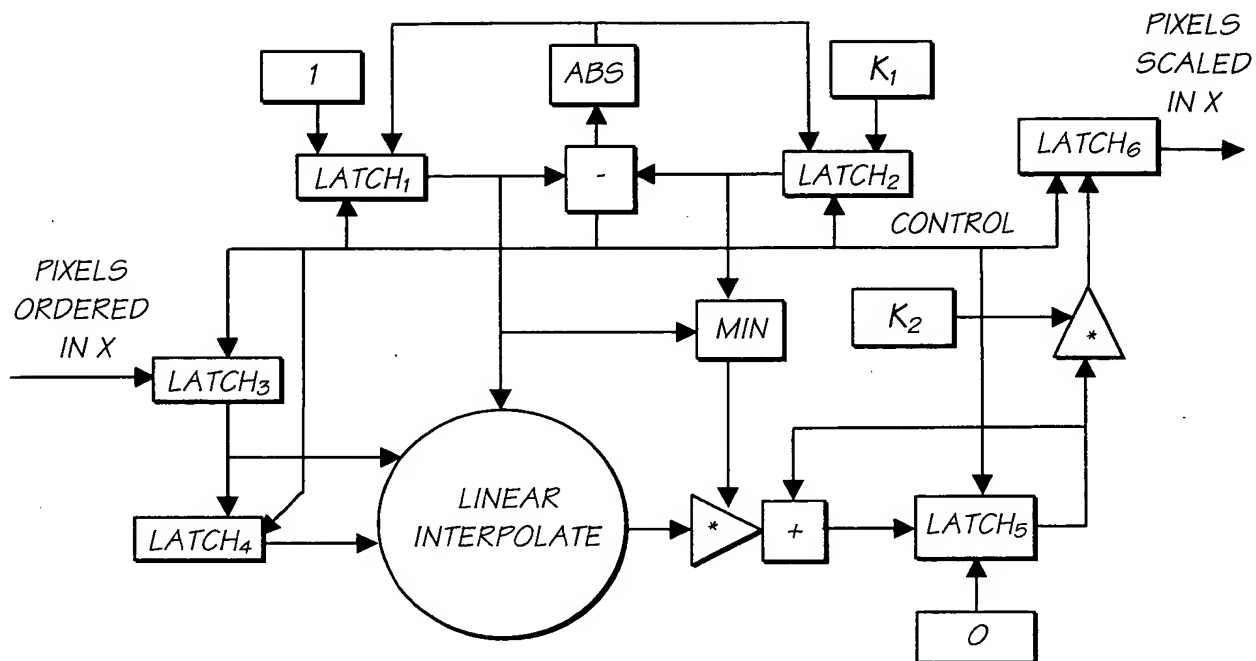 PIXELS
SCALED
IN X
1
ABS
K₁
LATCH₁
-
LATCH₂
LATCH₆
CONTROL
PIXELS
ORDERED
IN X
MIN
K₂
*
LATCH₃
LINEAR
INTERPOLATE
LATCH₄
*
+
LATCH₅
0